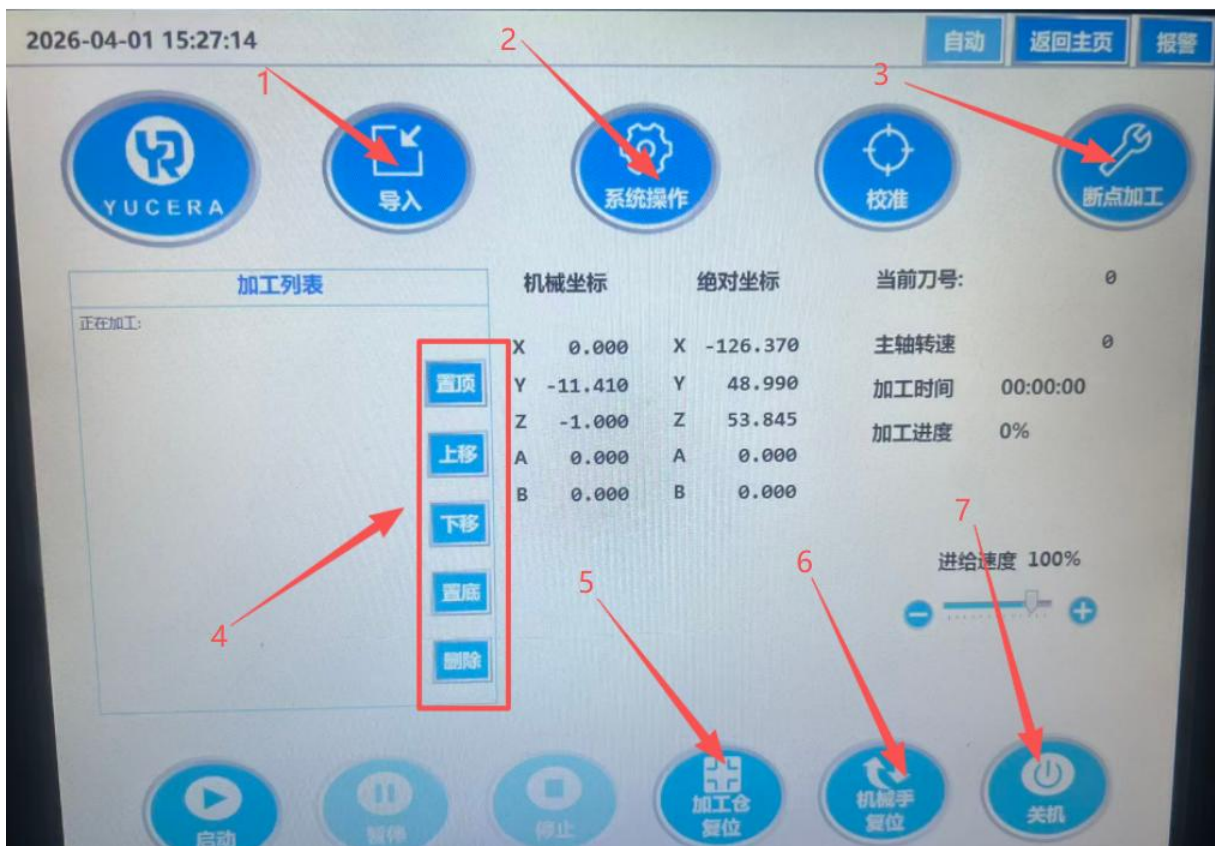 2026-04-01 15:27:14
自动 返回主页 报警
1
2
3
YUCERA
导入
系统操作
校准
断点加工
加工列表
正在加工:
置顶
上移
下移
置底
删除
4
机械坐标 绝对坐标
X 0.000 X -126.370
Y -11.410 Y 48.990
Z -1.000 Z 53.845
A 0.000 A 0.000
B 0.000 B 0.000
当前刀号: 0
主轴转速 0
加工时间 00:00:00
加工进度 0%
进给速度 100%
5
6
7
启动
暂停
停止
加工仓
复位
机械手
复位
关机